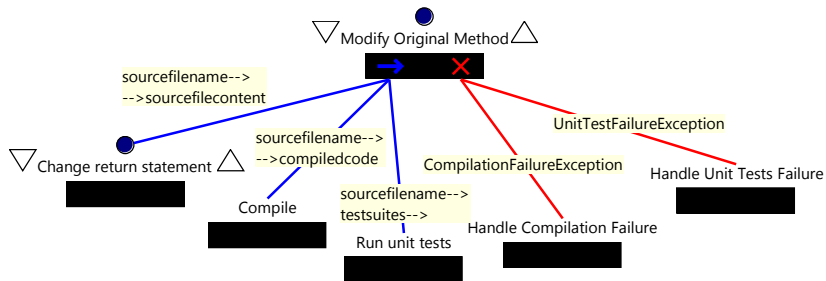 Modify Original Method
sourcefilename-->
-->sourcefilecontent
sourcefilename-->
-->compiledcode
sourcefilename-->
testsuites-->
CompilationFailureException
UnitTestFailureException
Change return statement
Compile
Run unit tests
Handle Compilation Failure
Handle Unit Tests Failure